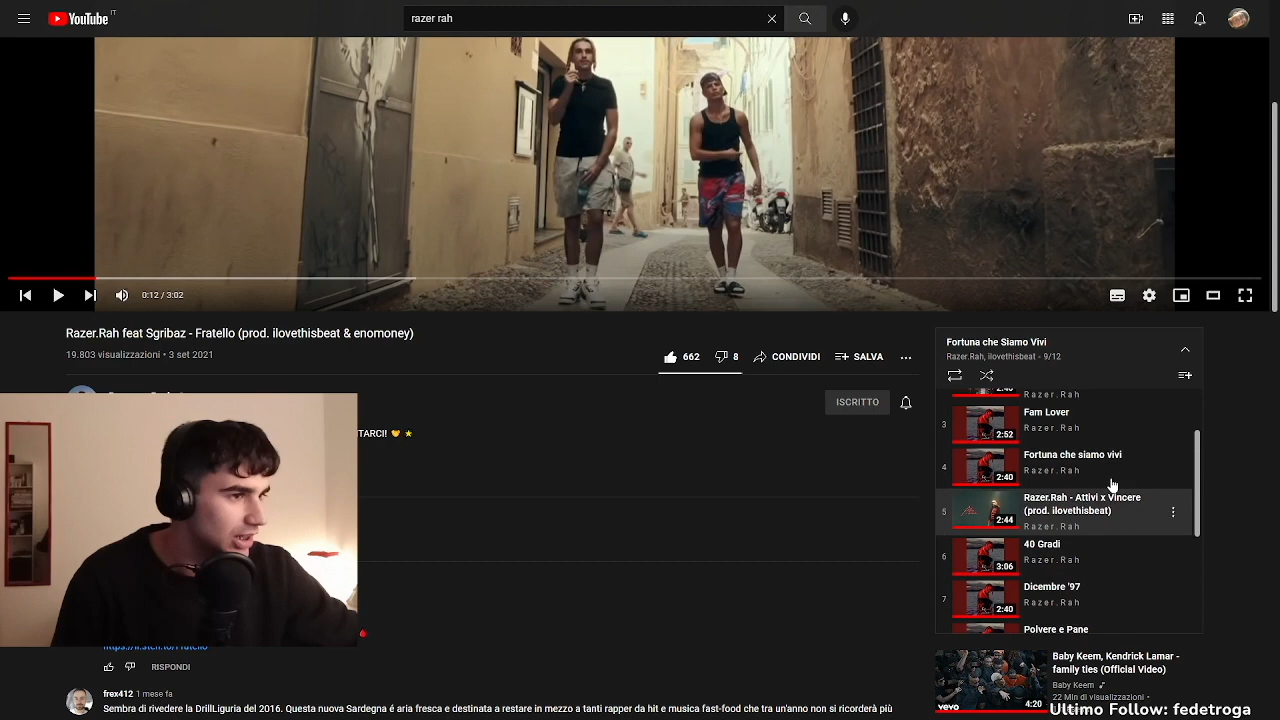 YouTube IT
razer rah
0:12 / 3:02
Razer.Rah feat Sgribaz - Fratello (prod. ilovethisbeat & enomoney)
19.803 visualizzazioni • 3 set 2021
662
8
CONDIVIDI
SALVA
ISCRITTO
TARCI! 🧡 ⭐
RISPONDI
frex412 1 mese fa
Sembra di rivedere la DrillLiguria del 2016. Questa nuova Sardegna è aria fresca e destinata a restare in mezzo a tanti rapper da hit e musica fast-food che tra un'anno non si ricorderà più
Fortuna che Siamo Vivi
Razer.Rah, ilovethisbeat - 9/12
Razer.Rah
3
2:52
Fam Lover
Razer.Rah
4
2:40
Fortuna che siamo vivi
Razer.Rah
5
2:44
Razer.Rah - Attivi x Vincere
(prod. ilovethisbeat)
Razer.Rah
6
3:06
40 Gradi
Razer.Rah
7
2:40
Dicembre '97
Razer.Rah
Polvere e Pane
vevo
4:20
Baby Keem, Kendrick Lamar -
family ties (Official Video)
Baby Keem ♪
22 Mln di visualizzazioni •
Ultimo Follow: fedetroga